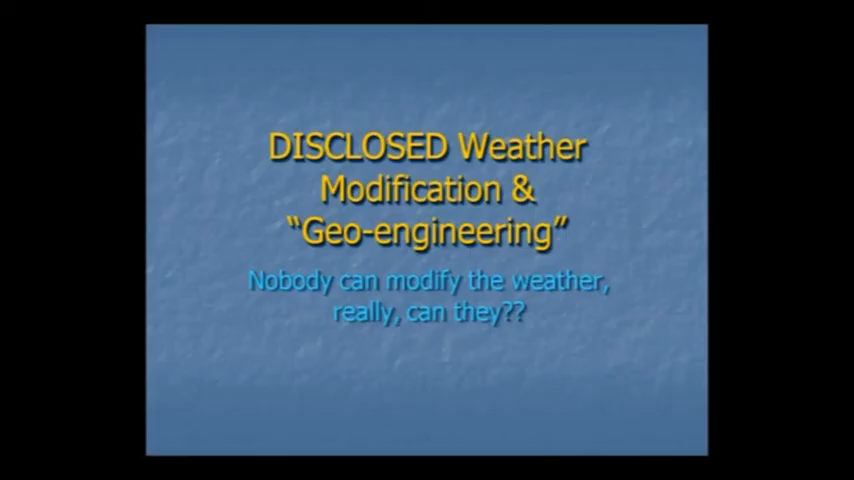 DISCLOSED Weather
Modification &
“Geo-engineering”
Nobody can modify the weather,
really, can they??